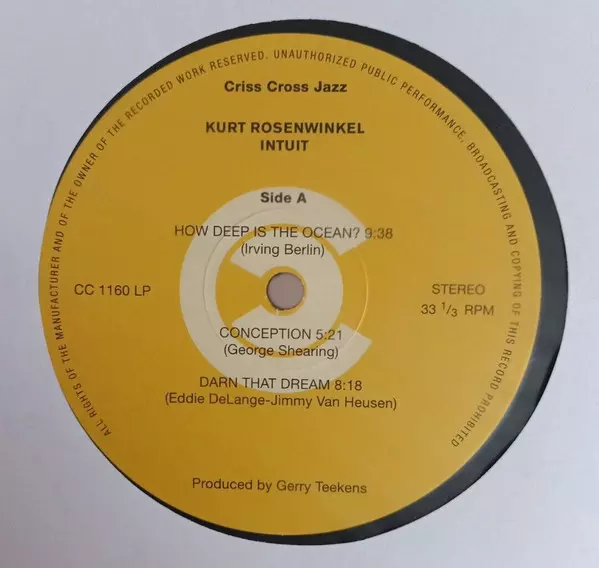 ALL RIGHTS OF THE MANUFACTURER AND OF THE OWNER OF THE RECORDED WORK RESERVED. UNAUTHORIZED PUBLIC PERFORMANCE, BROADCASTING AND COPYING OF THIS RECORD PROHIBITED
Criss Cross Jazz
KURT ROSENWINKEL
INTUIT
Side A
HOW DEEP IS THE OCEAN? 9:38
(Irving Berlin)
CC 1160 LP
STEREO
33 1/3 RPM
CONCEPTION 5:21
(George Shearing)
DARN THAT DREAM 8:18
(Eddie DeLange-Jimmy Van Heusen)
Produced by Gerry Teekens